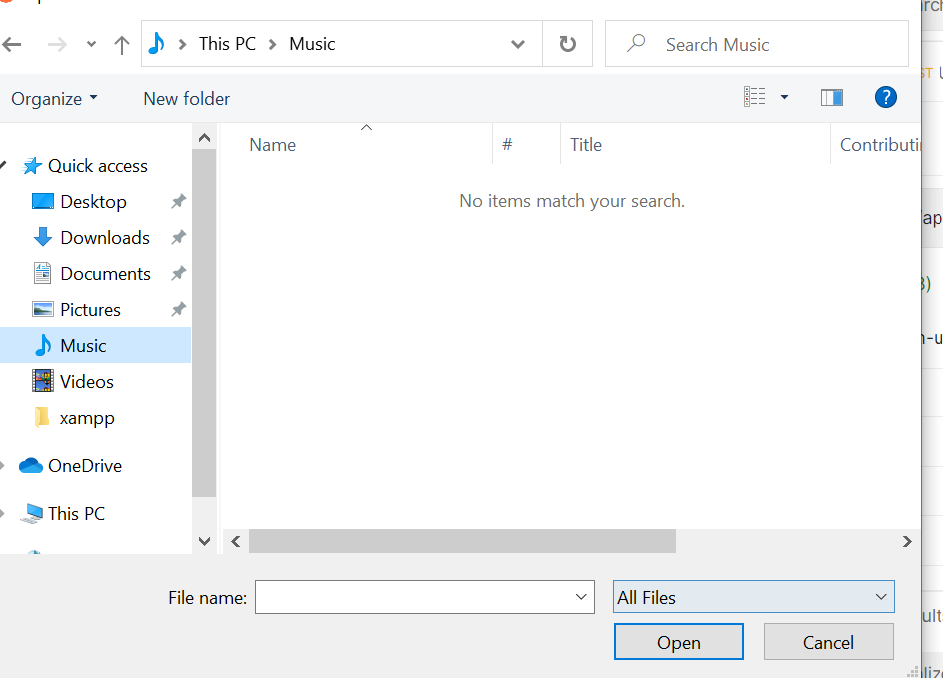 This PC Music
Search Music
Organize New folder
Name # Title
Quick access
No items match your search.
Desktop
Downloads
Documents
Pictures
Music
Videos
xampp
OneDrive
This PC
File name: All Files
Open Cancel